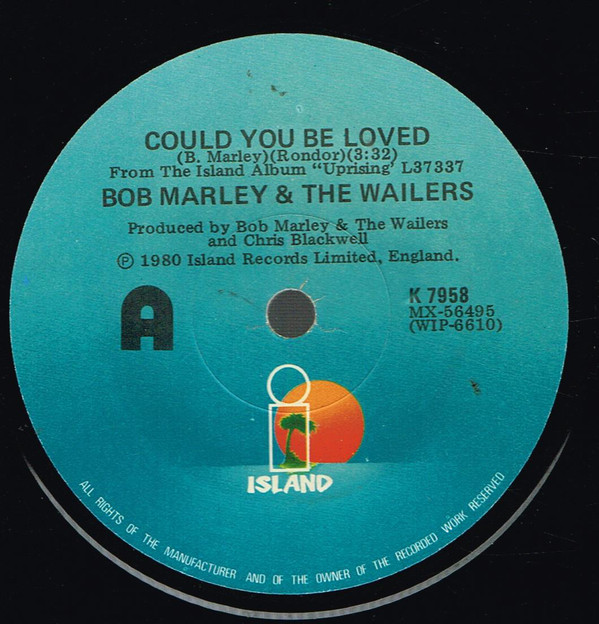 COULD YOU BE LOVED
(B. Marley)(Rondor)(3:32)
From The Island Album "Uprising' L37337
BOB MARLEY & THE WAILERS
Produced by Bob Marley & The Wailers
and Chris Blackwell
℗ 1980 Island Records Limited, England.
A
K 7958
MX-56495
(WIP-6610)
i
ISLAND
ALL RIGHTS OF THE MANUFACTURER AND OF THE OWNER OF THE RECORDED WORK RESERVED